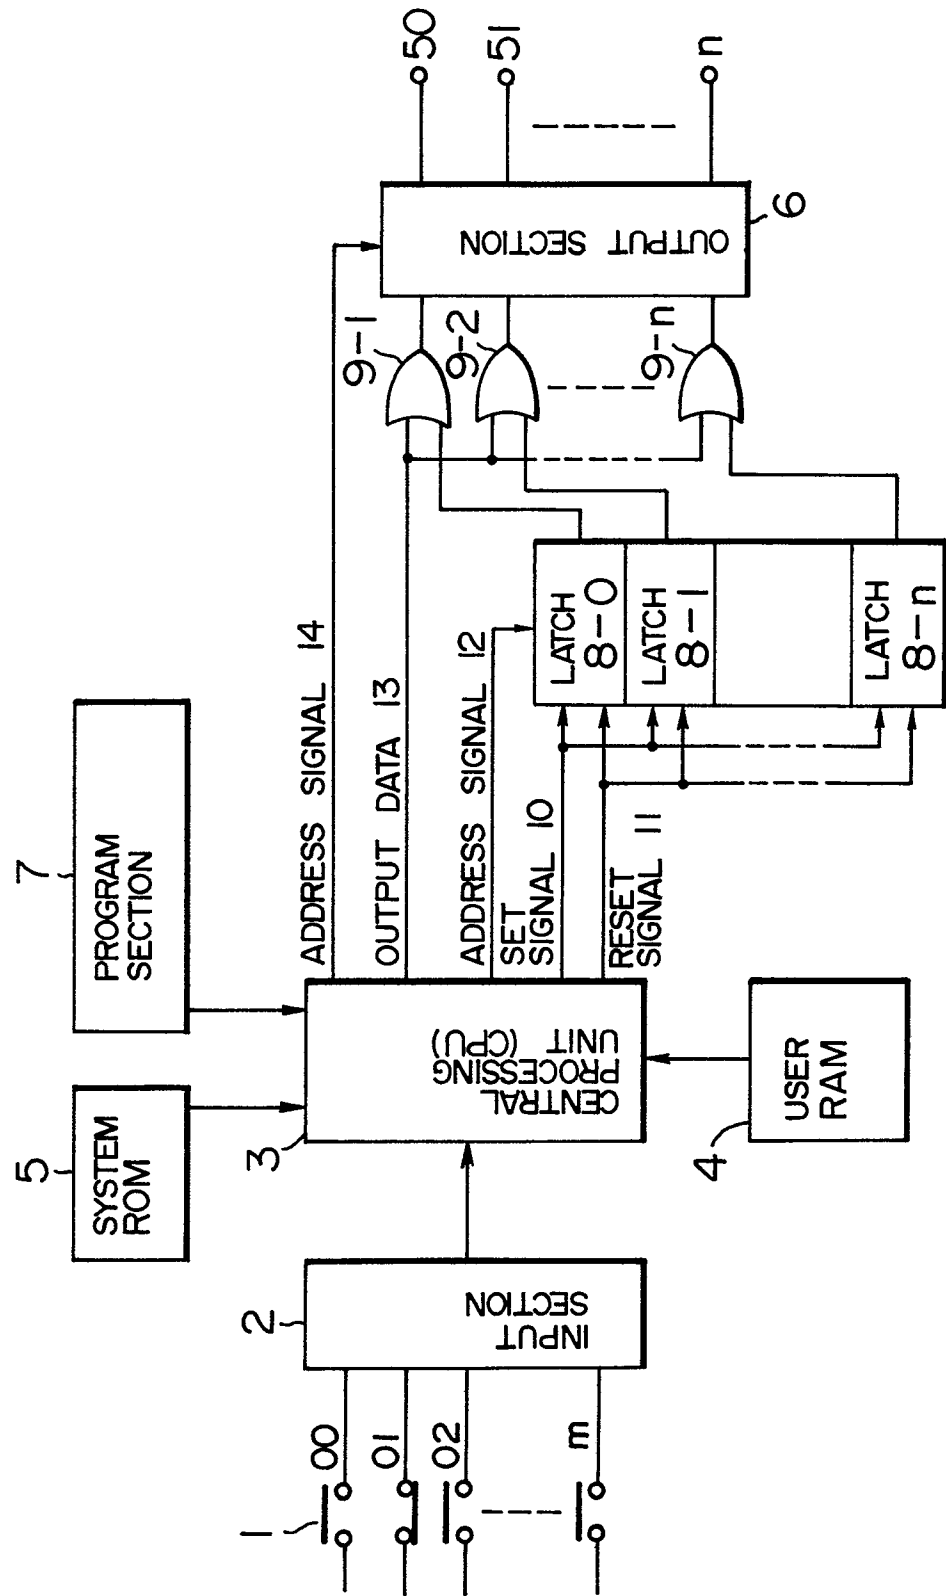 1
00
01
02
m
2
INPUT
SECTION
5
SYSTEM
ROM
7
PROGRAM
SECTION
3
CENTRAL
PROCESSING
UNIT (CPU)
4
USER
RAM
ADDRESS SIGNAL 14
OUTPUT DATA 13
ADDRESS SIGNAL 12
SET
SIGNAL 10
RESET
SIGNAL 11
LATCH
8-0
LATCH
8-1
LATCH
8-n
9-1
9-2
9-n
OUTPUT SECTION
6
50
51
n